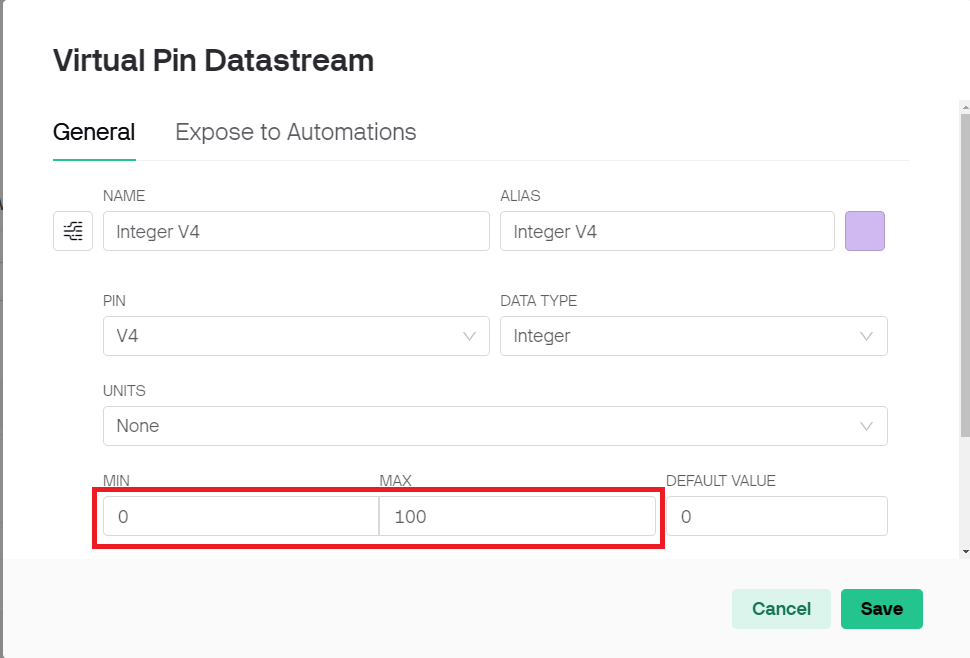 Virtual Pin Datastream
General Expose to Automations
NAME ALIAS
Integer V4 Integer V4
PIN DATA TYPE
V4 Integer
UNITS
None
MIN MAX DEFAULT VALUE
0 100 0
Cancel Save